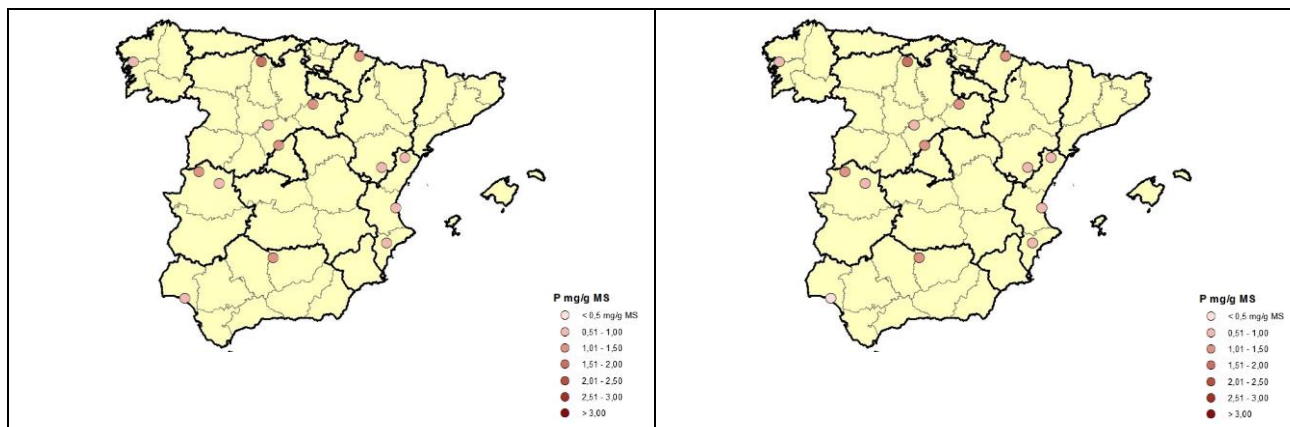 P mg/g MS
< 0,5 mg/g MS
0,51 - 1,00
1,01 - 1,50
1,51 - 2,00
2,01 - 2,50
2,51 - 3,00
> 3,00
P mg/g MS
< 0,5 mg/g MS
0,51 - 1,00
1,01 - 1,50
1,51 - 2,00
2,01 - 2,50
2,51 - 3,00
> 3,00